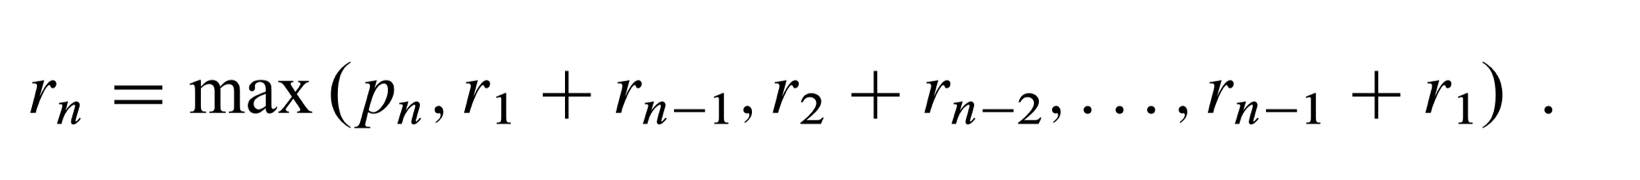 rₙ = max (pₙ, r₁ + rₙ₋₁, r₂ + rₙ₋₂, . . . , rₙ₋₁ + r₁) .